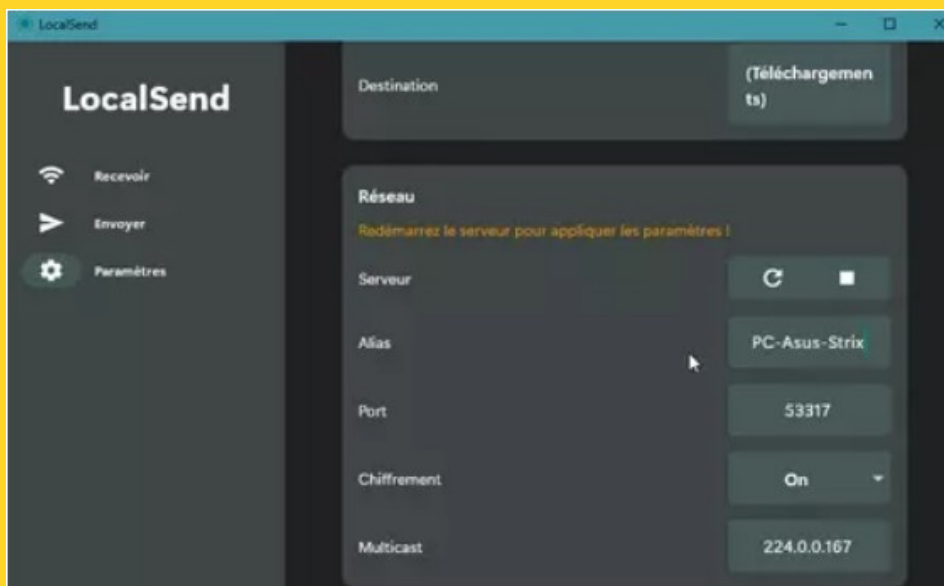 LocalSend
LocalSend
Recevoir
Envoyer
Paramètres
Destination
(Téléchargemen
ts)
Réseau
Redémarrez le serveur pour appliquer les paramètres !
Serveur
Alias
PC-Asus-Strix
Port
53317
Chiffrement
On
Multicast
224.0.0.167